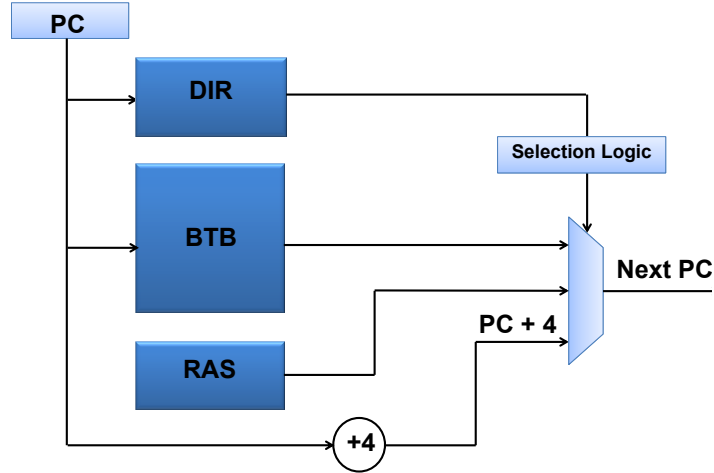 PC
DIR
Selection Logic
BTB
Next PC
PC + 4
RAS
+4